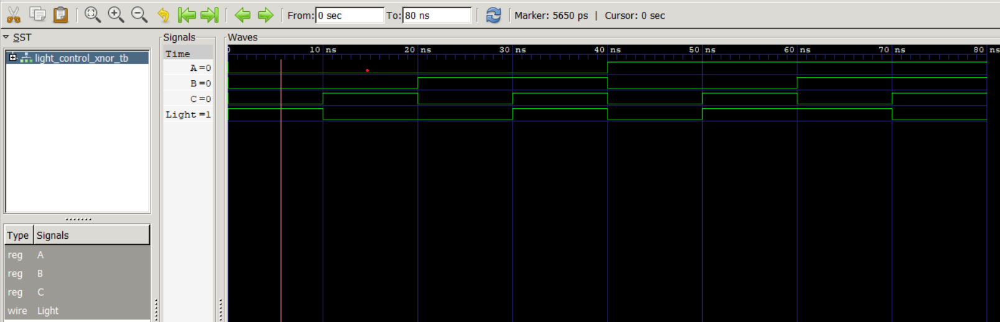 From: 0 sec To: 80 ns Marker: 5650 ps | Cursor: 0 sec
SST
light_control_xnor_tb
Type Signals
reg A
reg B
reg C
wire Light
Signals
Time
A=0
B=0
C=0
Light=1
Waves
0 10 ns 20 ns 30 ns 40 ns 50 ns 60 ns 70 ns 80 ns